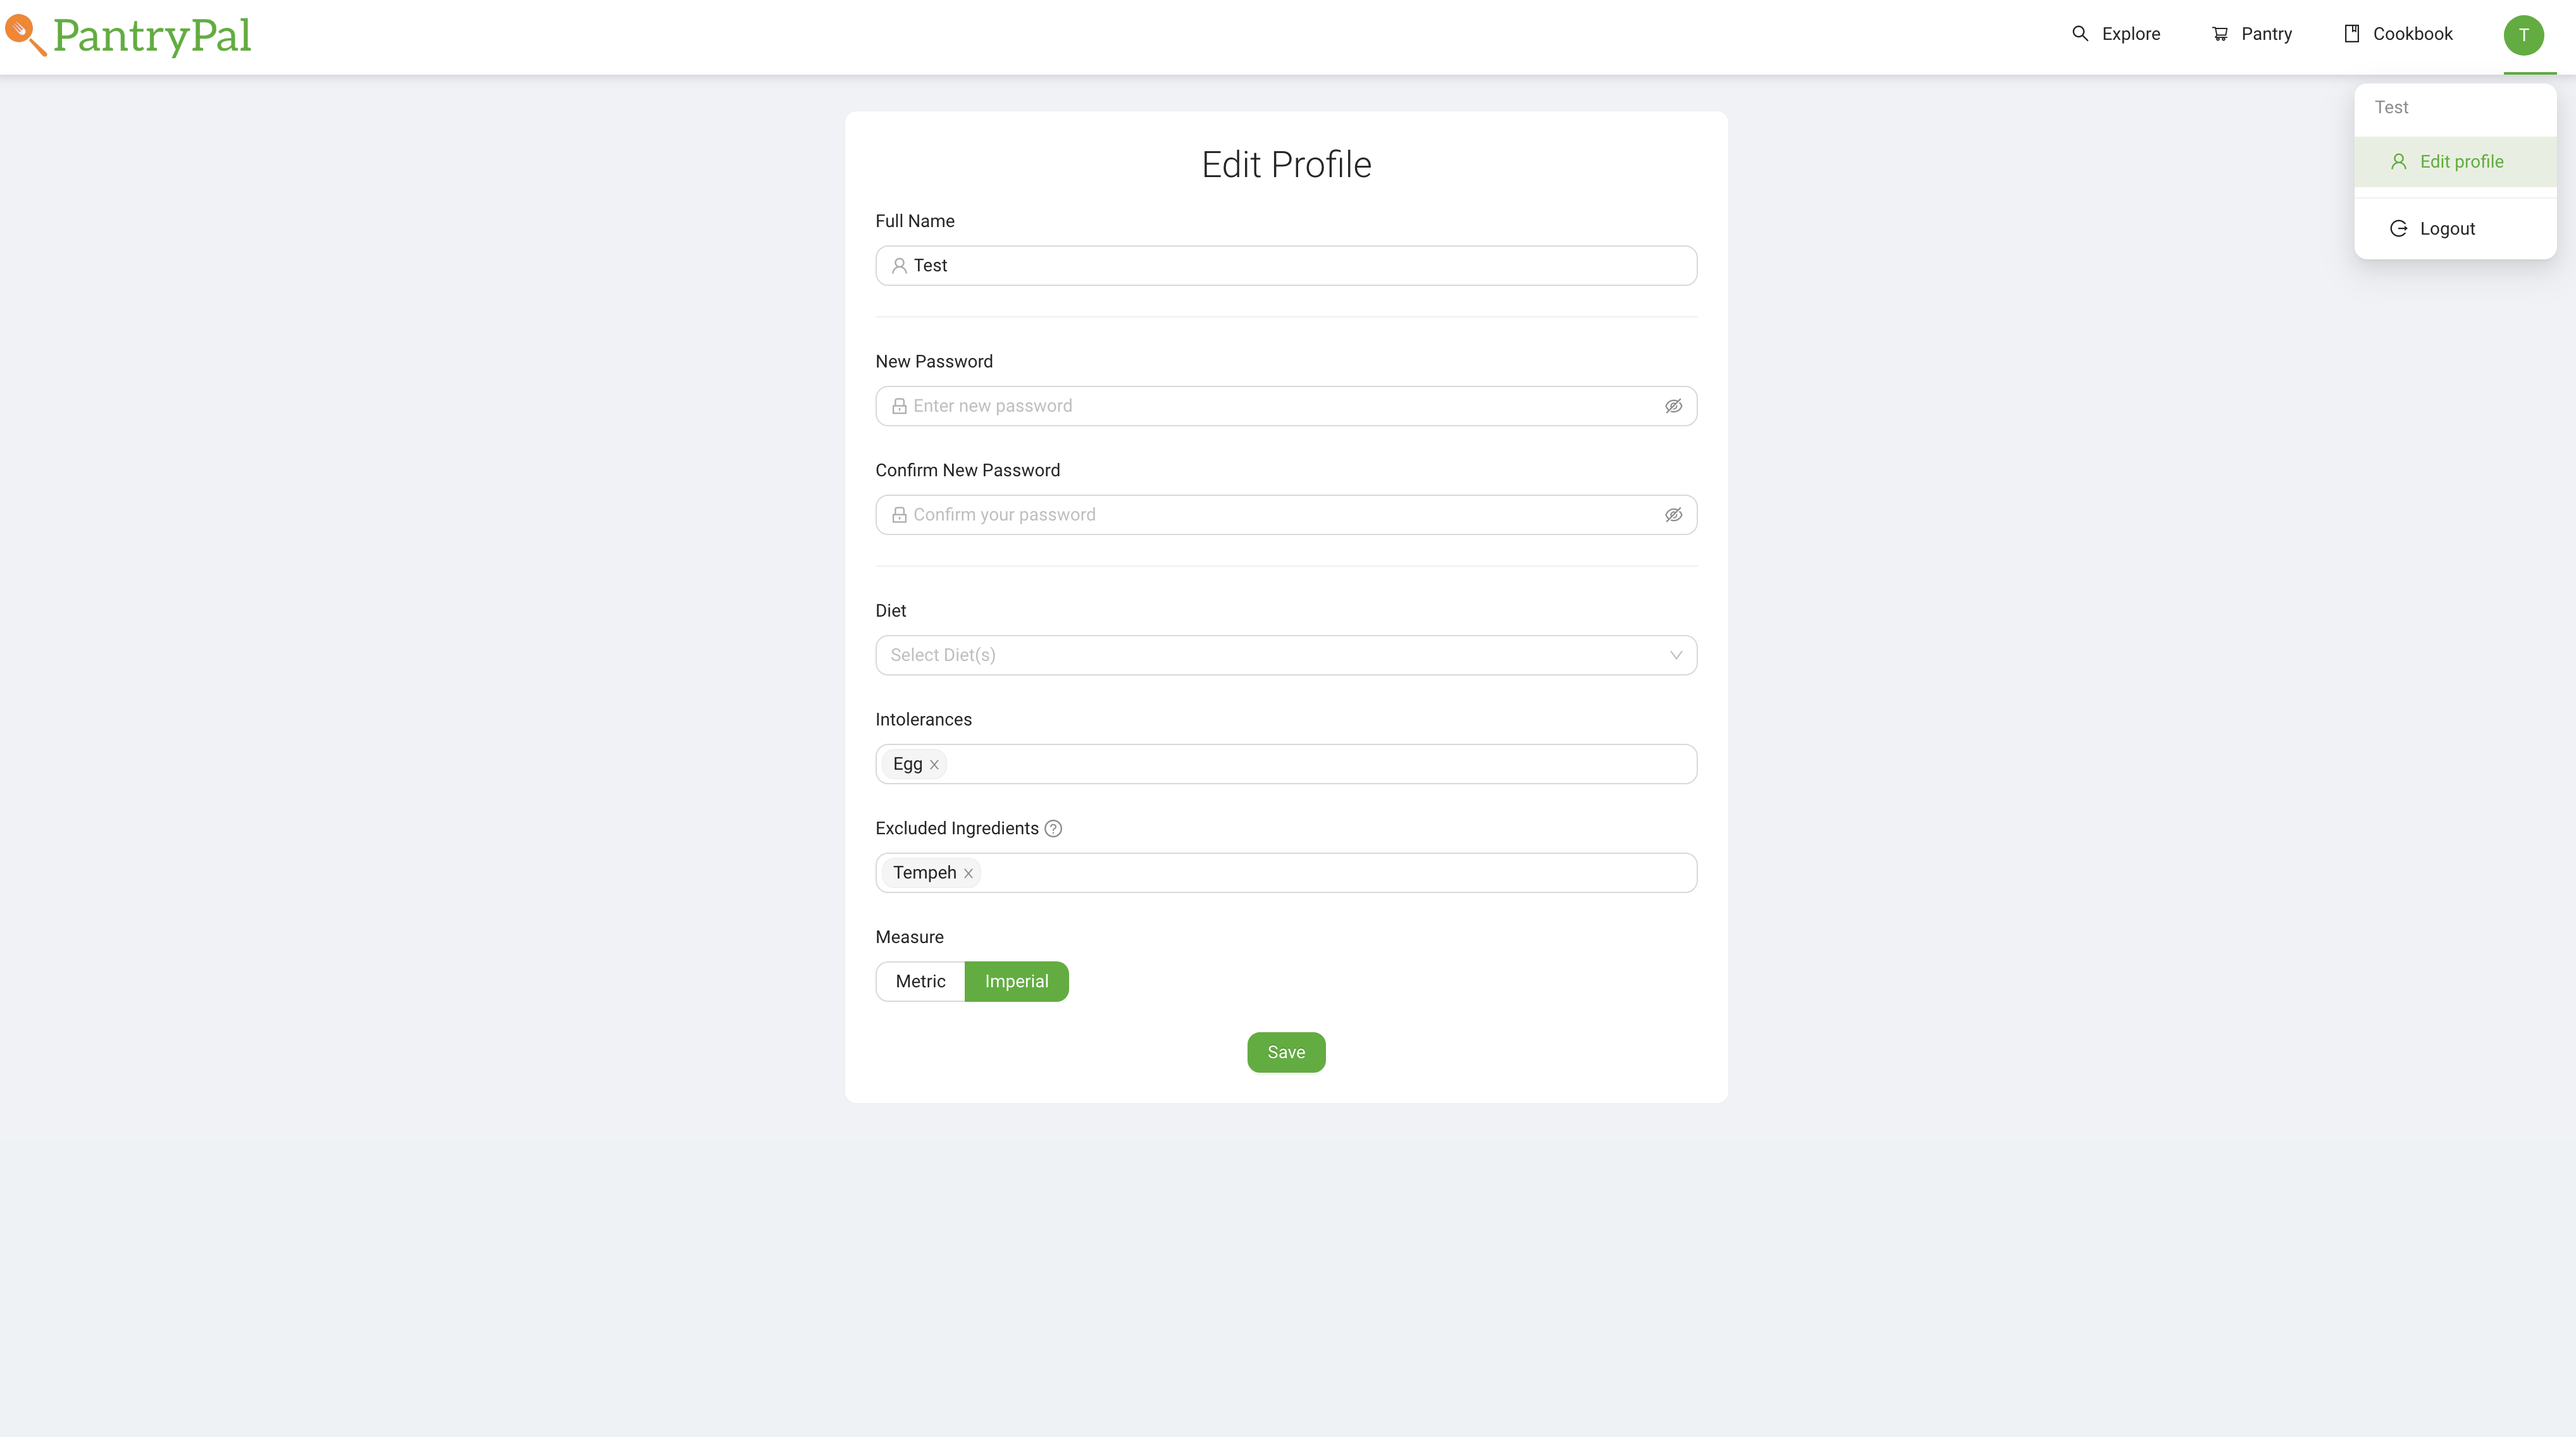 PantryPal
Explore Pantry Cookbook T
Test
Edit profile
Logout
Edit Profile
Full Name
Test
New Password
Enter new password
Confirm New Password
Confirm your password
Diet
Select Diet(s)
Intolerances
Egg
Excluded Ingredients
Tempeh
Measure
Metric Imperial
Save